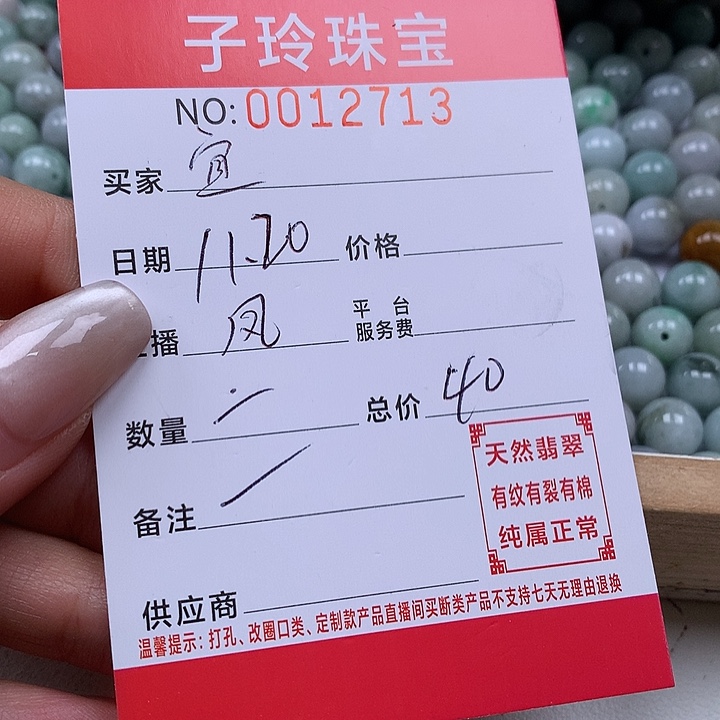 子玲珠宝
NO:0012713
买家 宜
日期 11.20 价格
播 凤 平台服务费
数量 总价 40
天然翡翠
有纹有裂有棉
纯属正常
备注
供应商
温馨提示：打孔、改圈口类、定制款产品直播间买断类产品不支持七天无理由退换